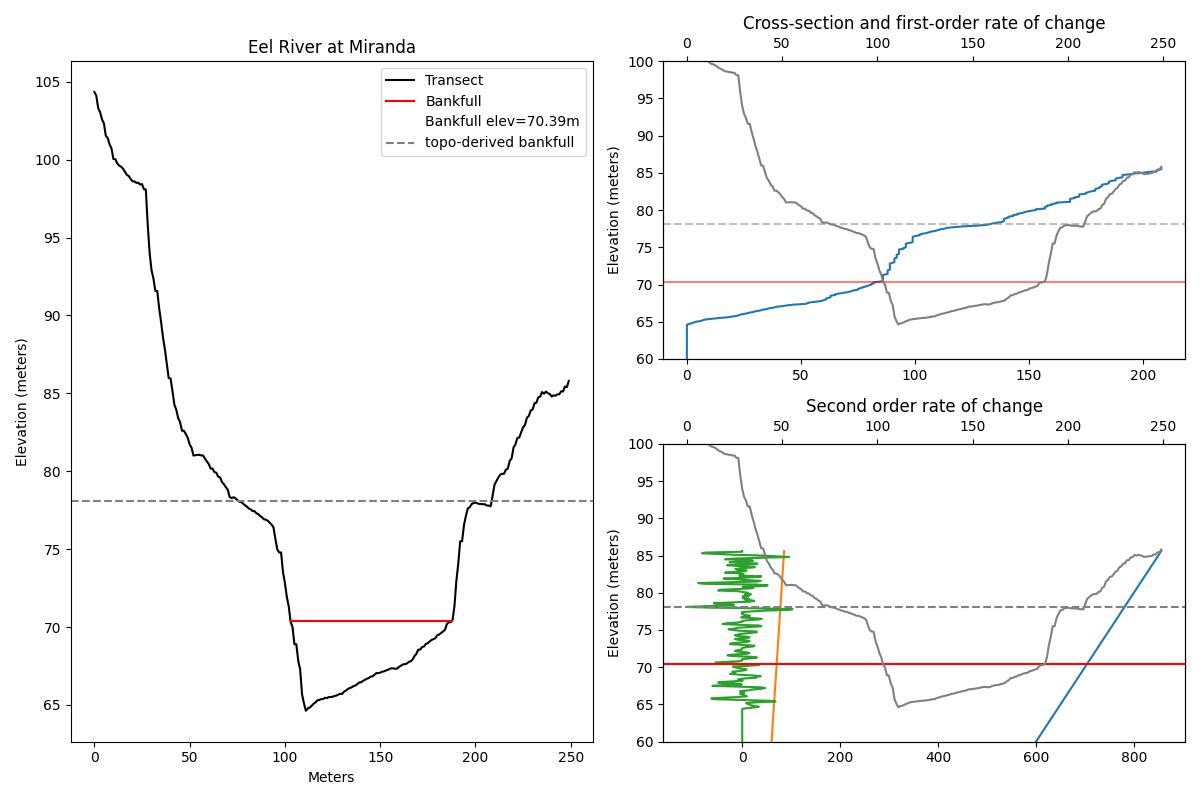 Eel River at Miranda
Elevation (meters)
105
100
95
90
85
80
75
70
65
0 50 100 150 200 250
Meters
Transect
Bankfull
Bankfull elev=70.39m
topo-derived bankfull
Cross-section and first-order rate of change
0 50 100 150 200 250
Elevation (meters)
100
95
90
85
80
75
70
65
60
0 50 100 150 200
Second order rate of change
0 50 100 150 200 250
Elevation (meters)
100
95
90
85
80
75
70
65
60
0 200 400 600 800